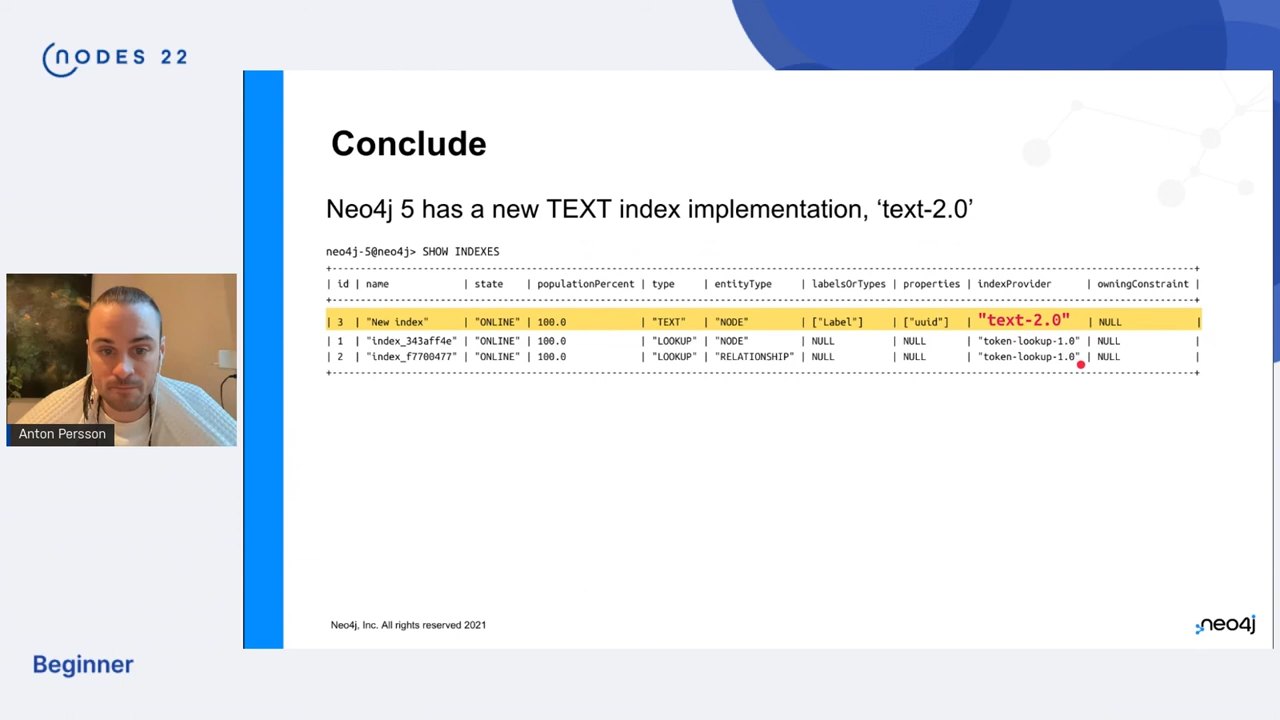 NODES 22
Conclude
Neo4j 5 has a new TEXT index implementation, ‘text-2.0’
neo4j-5@neo4j> SHOW INDEXES
+---------------------------------------------------------------------------------------------------------------------------------------------------+
| id | name | state | populationPercent | type | entityType | labelsOrTypes | properties | indexProvider | owningConstraint |
+---------------------------------------------------------------------------------------------------------------------------------------------------+
| 3 | "New index" | "ONLINE" | 100.0 | "TEXT" | "NODE" | ["Label"] | ["uuid"] | "text-2.0" | NULL |
| 1 | "index_343aff4e" | "ONLINE" | 100.0 | "LOOKUP" | "NODE" | NULL | NULL | "token-lookup-1.0" | NULL |
| 2 | "index_f7700477" | "ONLINE" | 100.0 | "LOOKUP" | "RELATIONSHIP" | NULL | NULL | "token-lookup-1.0" | NULL |
+---------------------------------------------------------------------------------------------------------------------------------------------------+
Anton Persson
Neo4j, Inc. All rights reserved 2021
neo4j
Beginner